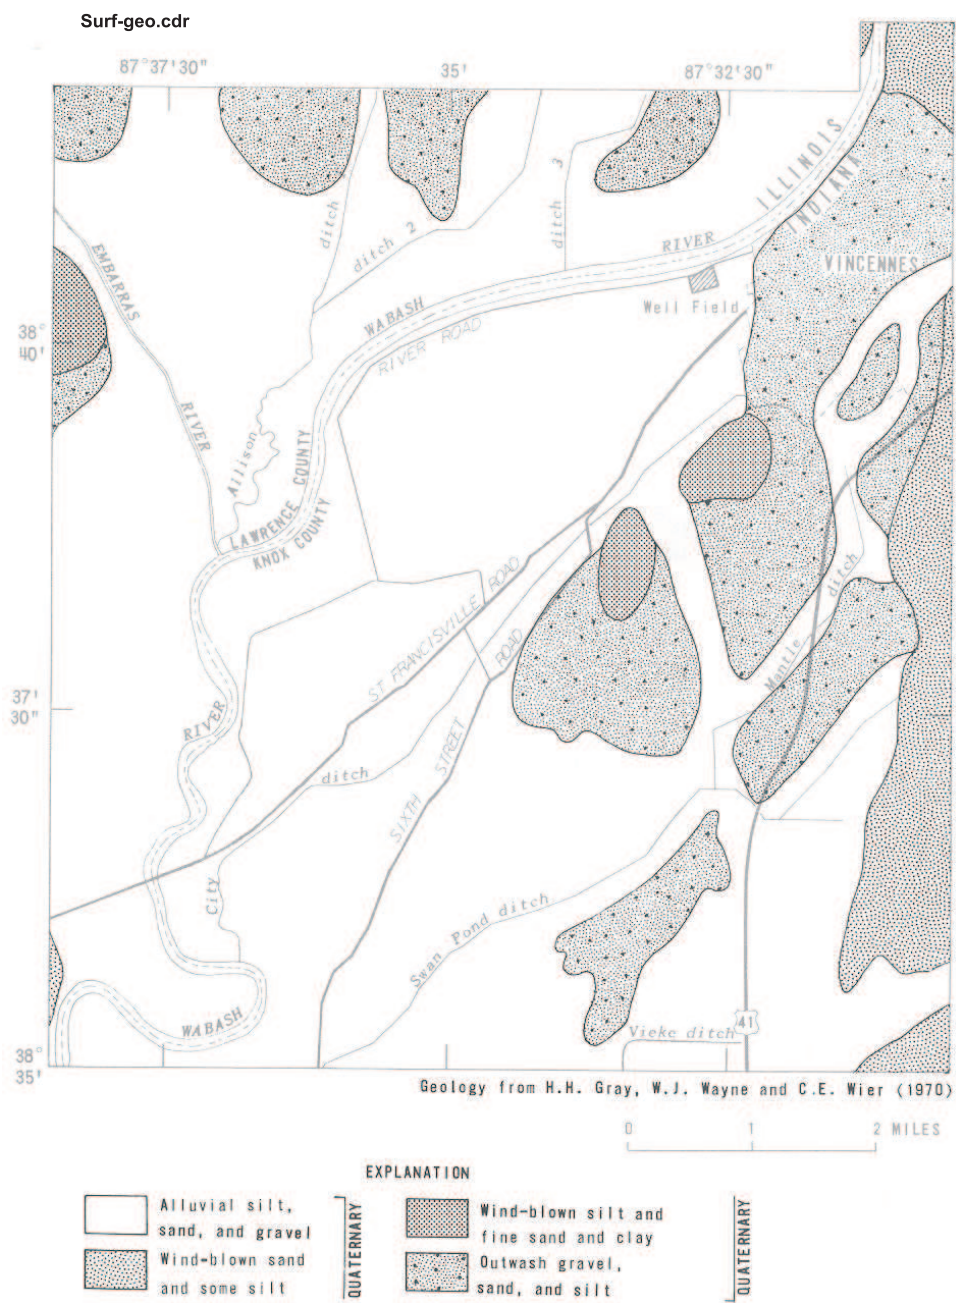 Surf-geo.cdr
87°37'30"
35'
87°32'30"
ILLINOIS
INDIANA
ditch 3
ditch
ditch 2
RIVER
VINCENNES
EMBARRAS
WABASH
Well Field
38°
40'
RIVER ROAD
RIVER
Allison
LAWRENCE COUNTY
KNOX COUNTY
ditch
ST FRANCISVILLE ROAD
ROAD
Mantle
37'
30"
RIVER
STREET
ditch
SIXTH
City
Swan Pond ditch
WABASH
41
Vieke ditch
38°
35'
Geology from H.H. Gray, W.J. Wayne and C.E. Wier (1970)
0 1 2 MILES
EXPLANATION
Alluvial silt,
sand, and gravel
Wind-blown sand
and some silt
QUATERNARY
Wind-blown silt and
fine sand and clay
Outwash gravel,
sand, and silt
QUATERNARY